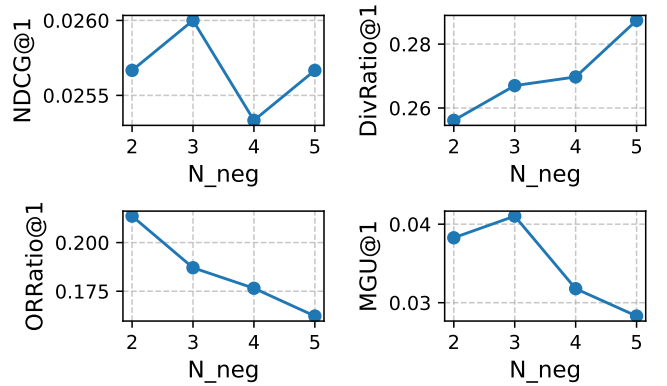 NDCG@1
0.0260
0.0255
2 3 4 5
N_neg
DivRatio@1
0.28
0.26
2 3 4 5
N_neg
ORRRatio@1
0.200
0.175
2 3 4 5
N_neg
MGU@1
0.04
0.03
2 3 4 5
N_neg